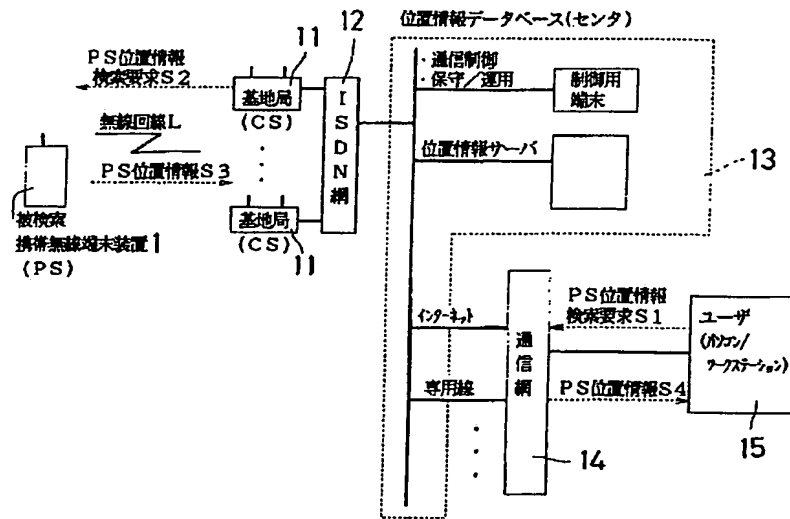 位置情報データベース(センタ)
12
11
PS位置情報
検索要求S2
基地局
(CS)
ISDN網
・通信制御
・保守/運用
制御用
端末
無線回線L
位置情報サーバ
13
PS位置情報S3
被検索
携帯無線端末装置1
(PS)
基地局
(CS)
11
インターネット
PS位置情報
検索要求S1
ユーザ
(パソコン/
ワークステーション)
通信網
専用線
PS位置情報S4
14
15